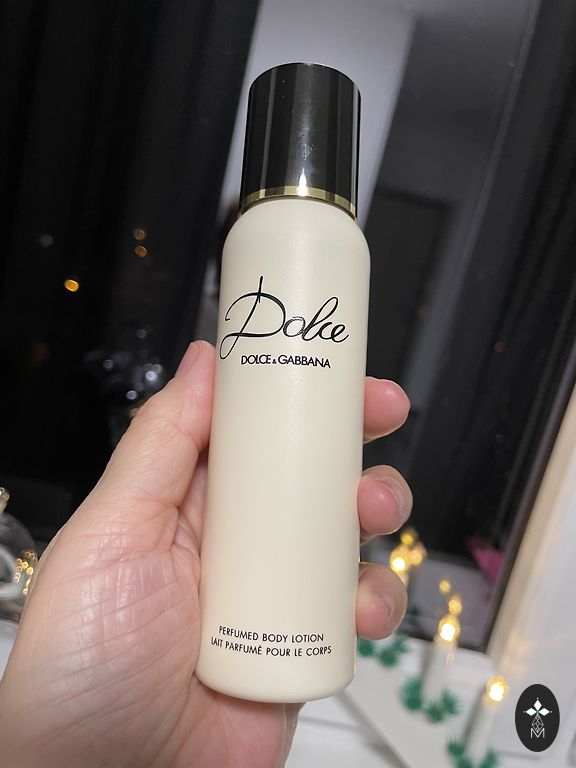 Dolce
DOLCE & GABBANA
PERFUMED BODY LOTION
LAIT PARFUMÉ POUR LE CORPS
M